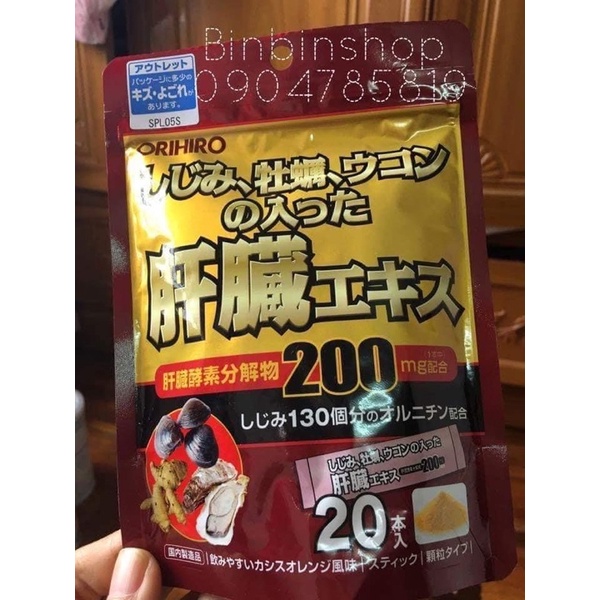 Binbinshop
0904785819
アウトレット
パッケージに多少の
キズ・よごれが
あります。
SPL05S
ORIHIRO
しじみ、牡蠣、ウコン
の入った
肝臓エキス
肝臓酵素分解物200mg配合
しじみ130個分のオルニチン配合
しじみ、牡蠣、ウコンの入った
肝臓エキス
20本入
国内製造品 飲みやすいカシスオレンジ風味 スティック 顆粒タイプ